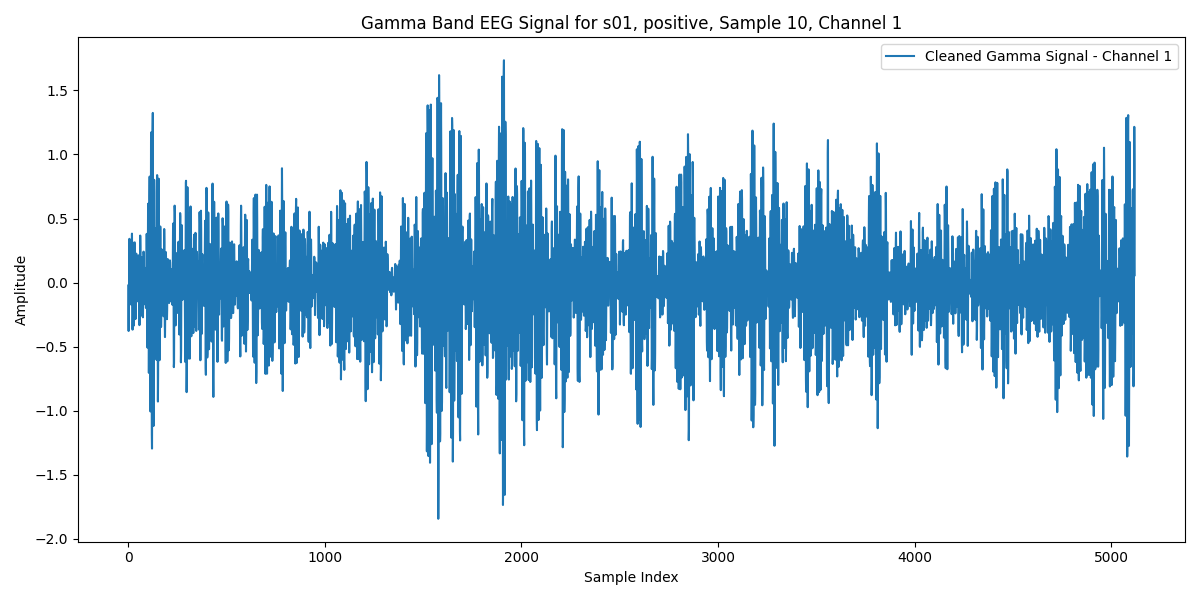 Gamma Band EEG Signal for s01, positive, Sample 10, Channel 1
Cleaned Gamma Signal - Channel 1
Amplitude
1.5
1.0
0.5
0.0
−0.5
−1.0
−1.5
−2.0
0 1000 2000 3000 4000 5000
Sample Index